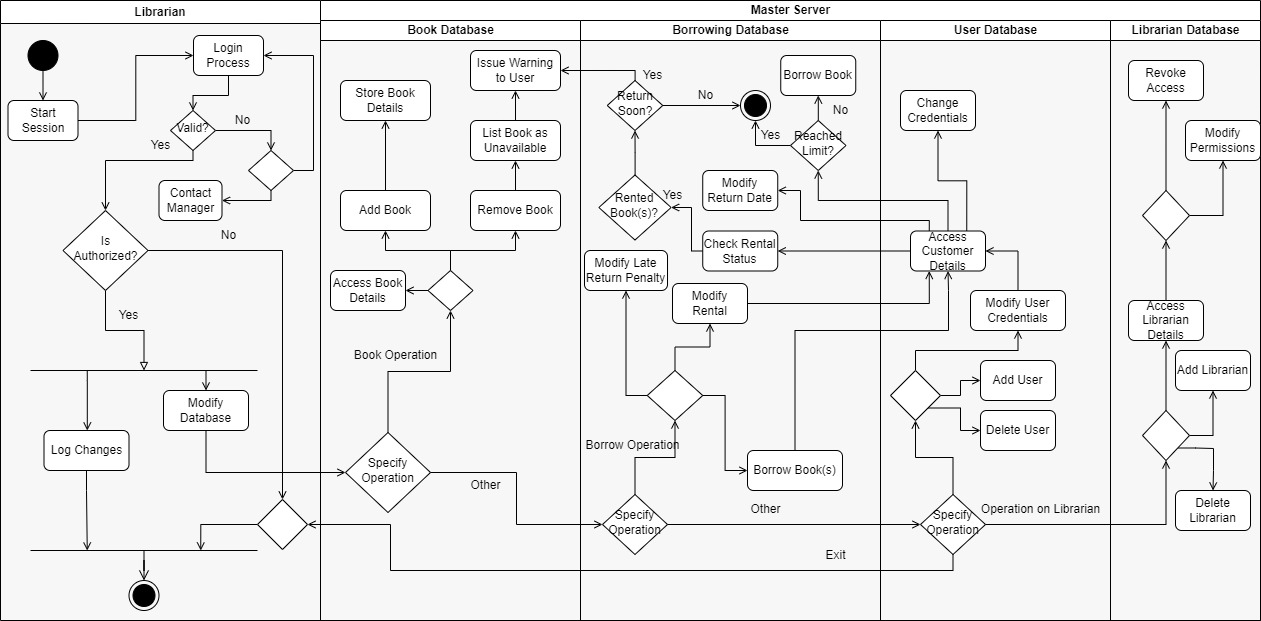 Librarian
Master Server
Book Database
Borrowing Database
User Database
Librarian Database
Login
Process
Start
Session
Valid?
No
Yes
Contact
Manager
Is
Authorized?
No
Yes
Modify
Database
Log Changes
Issue Warning
to User
Store Book
Details
List Book as
Unavailable
Add Book
Remove Book
Access Book
Details
Book Operation
Specify
Operation
Other
Yes
Return
Soon?
No
Borrow Book
No
Yes
Reached
Limit?
Rented
Book(s)?
Yes
Modify
Return Date
Check Rental
Status
Modify Late
Return Penalty
Modify
Rental
Borrow Operation
Borrow Book(s)
Specify
Operation
Other
Exit
Change
Credentials
Access
Customer
Details
Modify User
Credentials
Add User
Delete User
Specify
Operation
Operation on Librarian
Revoke
Access
Modify
Permissions
Access
Librarian
Details
Add Librarian
Delete
Librarian